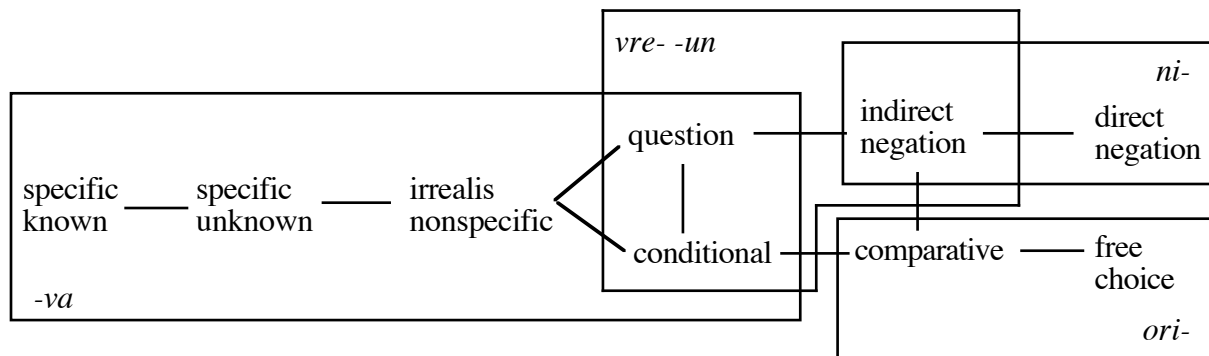 vre- -un
ni-
indirect
direct
question
negation
negation
specific
specific
irrealis
known
unknown
nonspecific
conditional
comparative
free
choice
-va
ori-